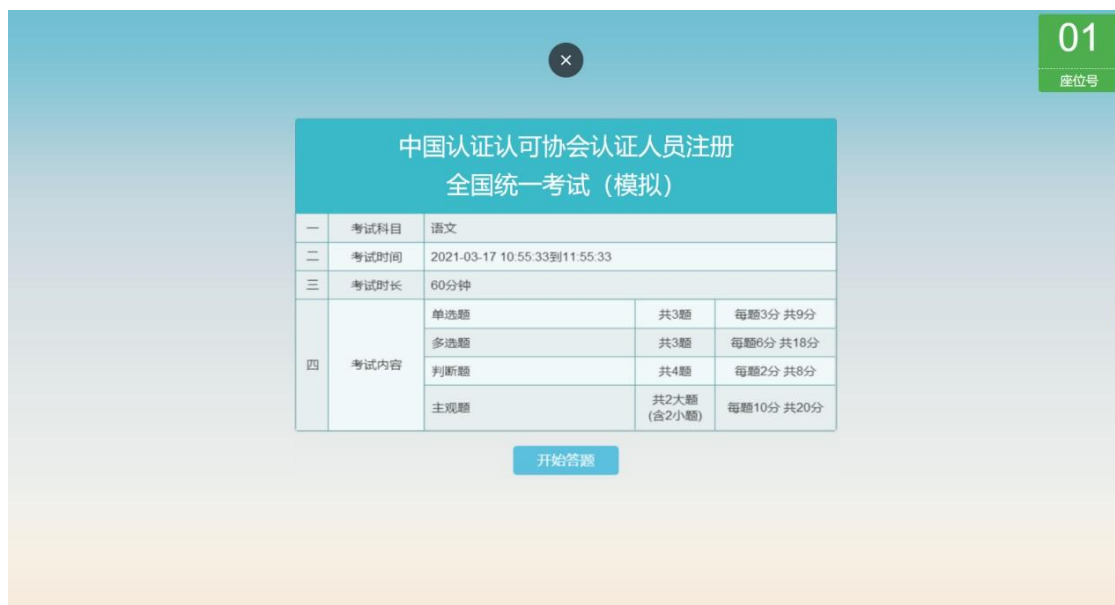 01
座位号
×
中国认证认可协会认证人员注册
全国统一考试（模拟）
一 考试科目 语文
二 考试时间 2021-03-17 10:55:33到11:55:33
三 考试时长 60分钟
四 考试内容
单选题 共3题 每题3分 共9分
多选题 共3题 每题6分 共18分
判断题 共4题 每题2分 共8分
主观题 共2大题 每题10分 共20分
(含2小题)
开始答题